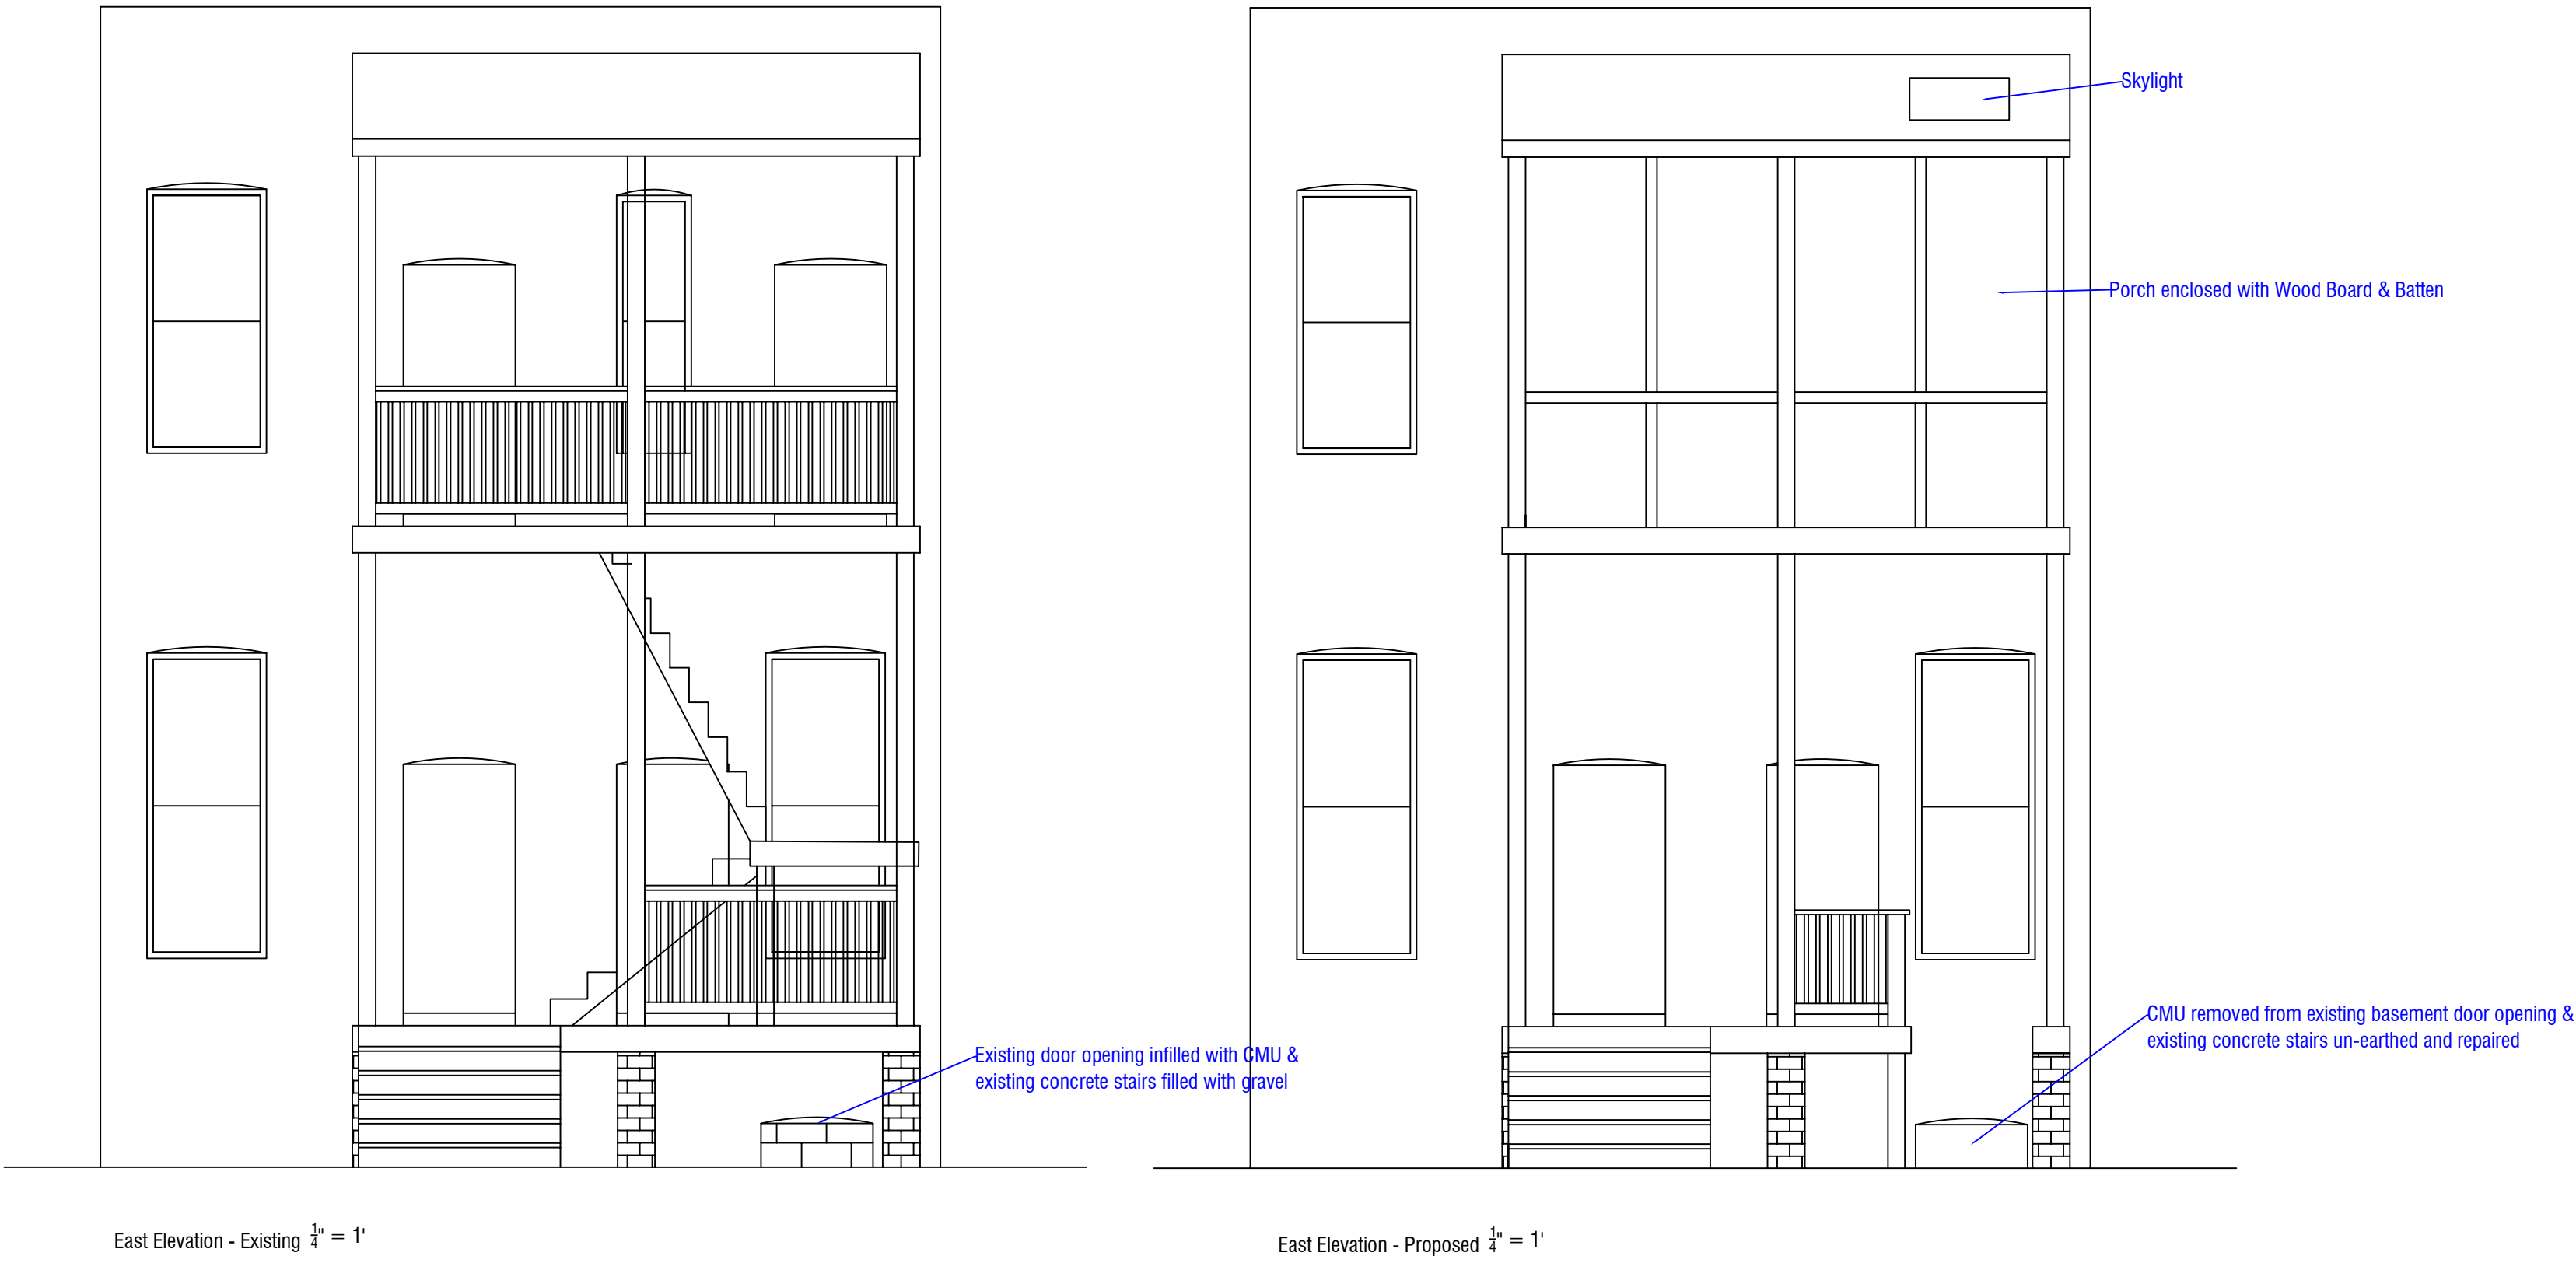 Skylight
Porch enclosed with Wood Board & Batten
Existing door opening infilled with CMU &
existing concrete stairs filled with gravel
CMU removed from existing basement door opening &
existing concrete stairs un-earthed and repaired
East Elevation - Existing 1/4" = 1'
East Elevation - Proposed 1/4" = 1'